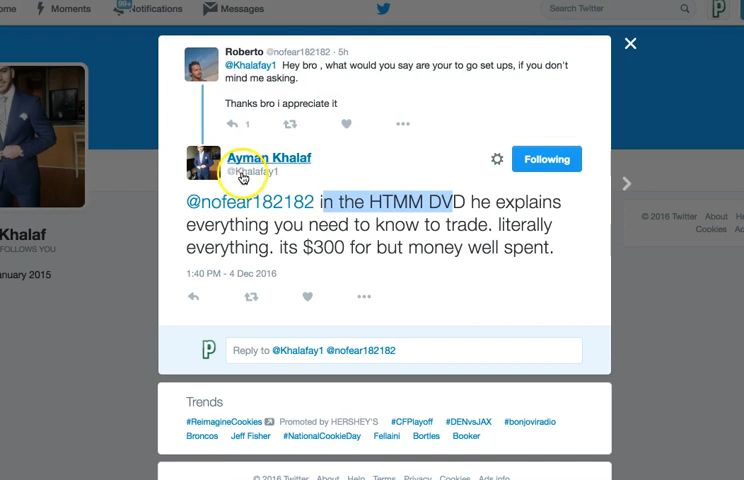 Moments
99+
Notifications
Messages
Search Twitter
Roberto @nofear182182 · 5h
@Khalafay1 Hey bro , what would you say are your to go set ups, if you don't
mind me asking.
Thanks bro i appreciate it
1
Ayman Khalaf
@Khalafay1
Following
@nofear182182 in the HTMM DVD he explains
everything you need to know to trade. literally
everything. its $300 for but money well spent.
1:40 PM - 4 Dec 2016
Reply to @Khalafay1 @nofear182182
Khalaf
FOLLOWS YOU
January 2015
© 2016 Twitter About
Cookies Ads
Trends
#ReimagineCookies Promoted by HERSHEY'S #CFPlayoff #DENvsJAX #bonjoviradio
Broncos Jeff Fisher #NationalCookieDay Fellaini Bortles Booker
© 2016 Twitter About Help Terms Privacy Cookies Ads info